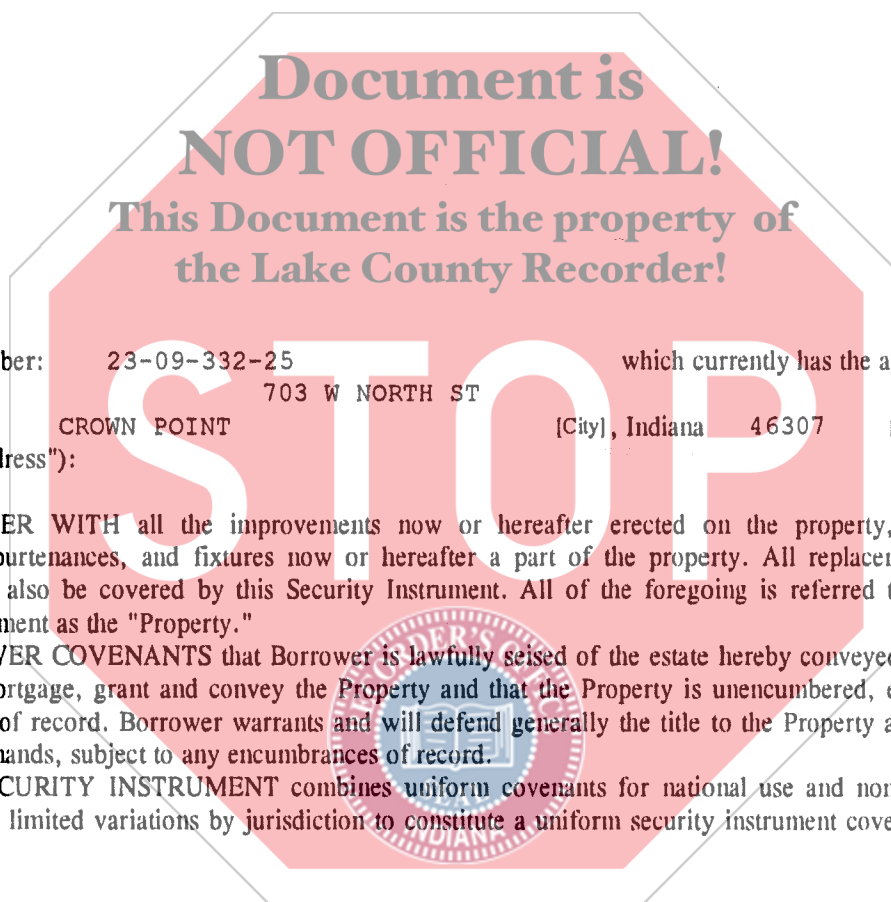 Document is
NOT OFFICIAL!
This Document is the property of
the Lake County Recorder!
STOP
ber: 23-09-332-25 which currently has the a
703 W NORTH ST
CROWN POINT [City], Indiana 46307
ress"):
ER WITH all the improvements now or hereafter erected on the property,
purtenances, and fixtures now or hereafter a part of the property. All replacer
also be covered by this Security Instrument. All of the foregoing is referred t
ment as the "Property."
VER COVENANTS that Borrower is lawfully seised of the estate hereby conveyed
ortgage, grant and convey the Property and that the Property is unencumbered, e
of record. Borrower warrants and will defend generally the title to the Property a
nands, subject to any encumbrances of record.
CURITY INSTRUMENT combines uniform covenants for national use and non
limited variations by jurisdiction to constitute a uniform security instrument cove
RECORDER'S OFFIC
SEAL
INDIANA